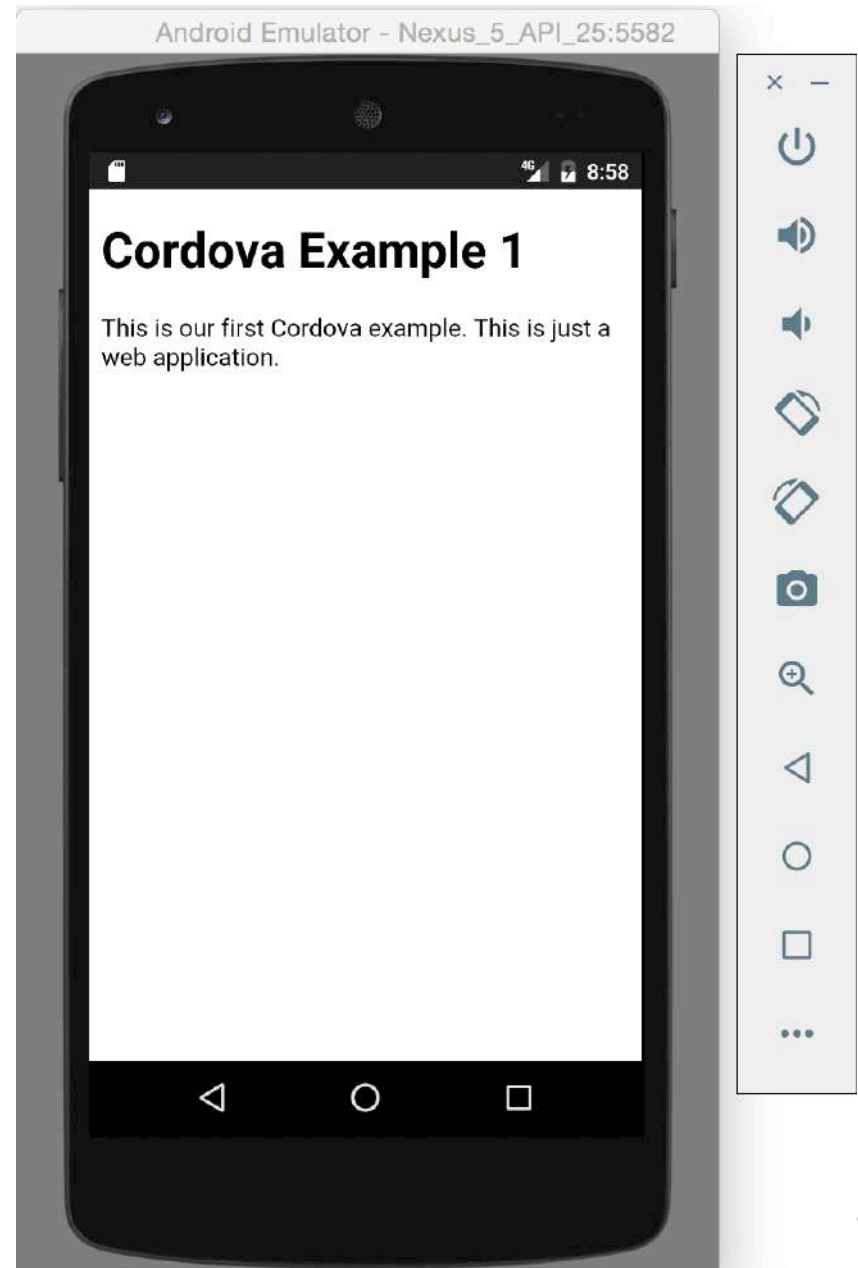 Android Emulator - Nexus_5_API_25:5582
4G 8:58
Cordova Example 1
This is our first Cordova example. This is just a
web application.